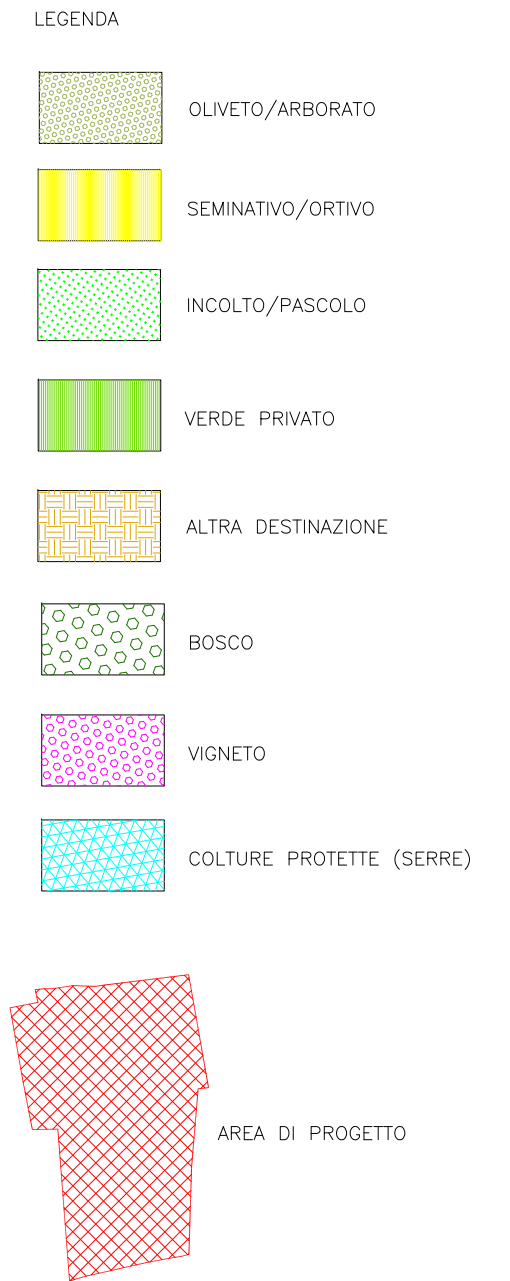 LEGENDA
OLIVETO/ARBORATO
SEMINATIVO/ORTIVO
INCOLTO/PASCOLO
VERDE PRIVATO
ALTRA DESTINAZIONE
BOSCO
VIGNETO
COLTURE PROTETTE (SERRE)
AREA DI PROGETTO